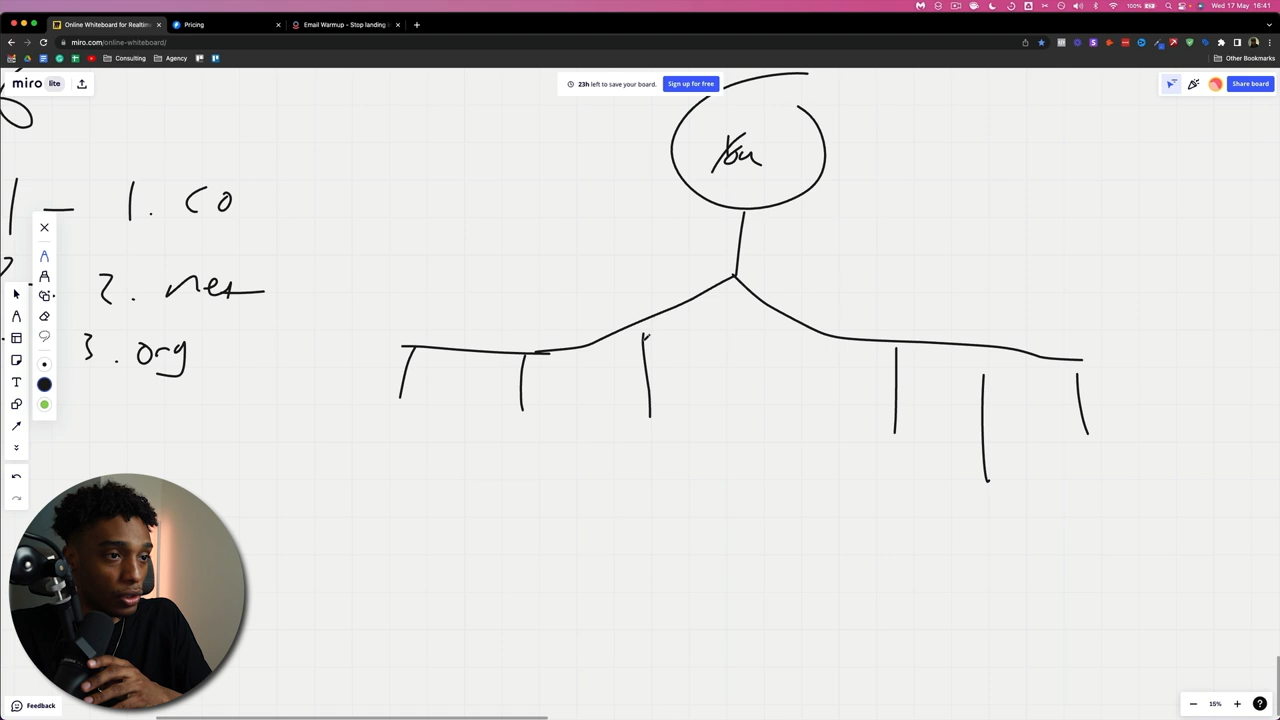 100% Wed 17 May 16:41
Online Whiteboard for Realtim
Pricing
Email Warmup - Stop landing
miro.com/online-whiteboard/
Consulting
Agency
Other Bookmarks
miro lite
23h left to save your board.
Sign up for free
Share board
1. co
2. net
3. org
Feedback
15%